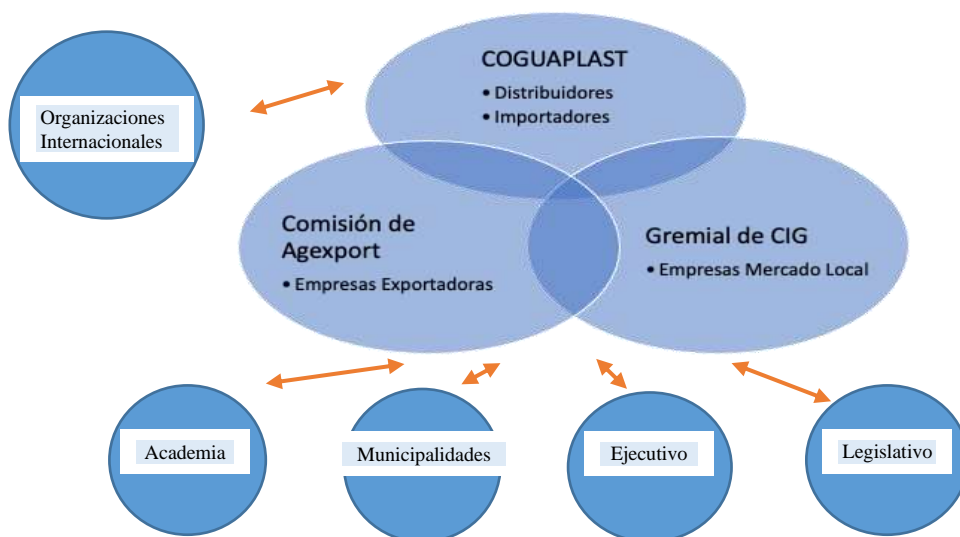 COGUAPLAST
• Distribuidores
• Importadores
Organizaciones
Internacionales
Comisión de
Agexport
• Empresas Exportadoras
Gremial de CIG
• Empresas Mercado Local
Academia
Municipalidades
Ejecutivo
Legislativo